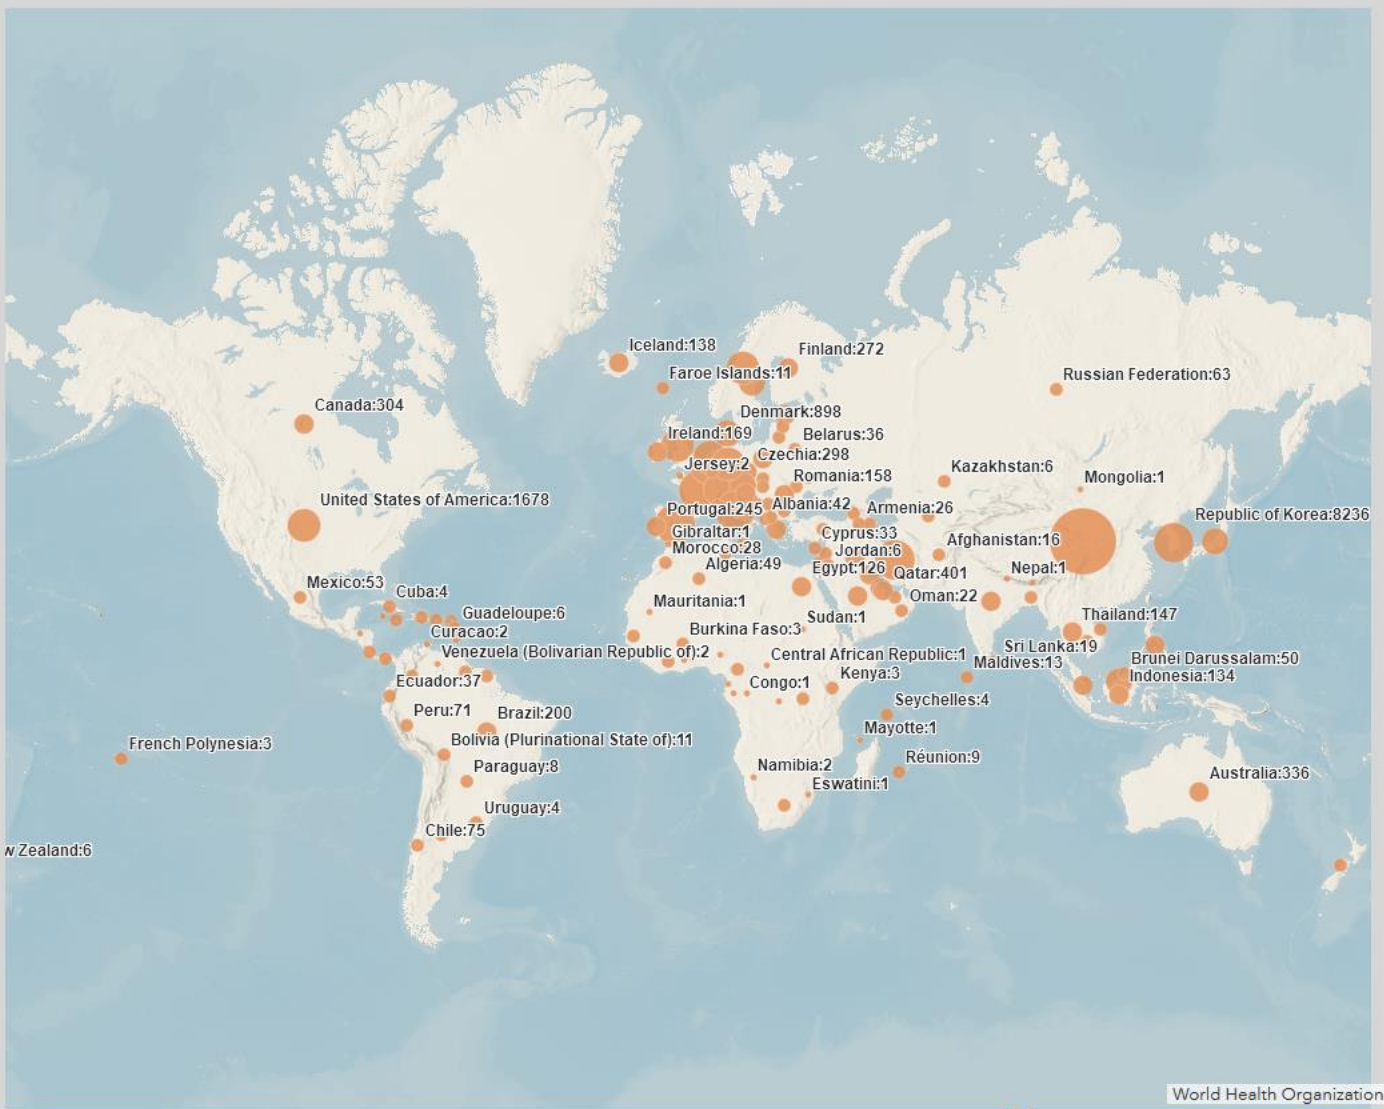 Iceland:138
Finland:272
Faroe Islands:11
Russian Federation:63
Canada:304
Denmark:898
Ireland:169
Belarus:36
Czechia:298
Jersey:2
Romania:158
Kazakhstan:6
Mongolia:1
United States of America:1678
Portugal:245
Albania:42
Armenia:26
Republic of Korea:8236
Gibraltar:1
Cyprus:33
Afghanistan:16
Morocco:28
Jordan:6
Algeria:49
Egypt:126
Qatar:401
Nepal:1
Mexico:53
Cuba:4
Oman:22
Mauritania:1
Guadeloupe:6
Sudan:1
Thailand:147
Curacao:2
Burkina Faso:3
Venezuela (Bolivarian Republic of):2
Central African Republic:1
Sri Lanka:19
Maldives:13
Brunei Darussalam:50
Ecuador:37
Congo:1
Kenya:3
Indonesia:134
Seychelles:4
Peru:71
Brazil:200
Mayotte:1
French Polynesia:3
Bolivia (Plurinational State of):11
Réunion:9
Paraguay:8
Namibia:2
Eswatini:1
Australia:336
Uruguay:4
Chile:75
w Zealand:6
World Health Organization